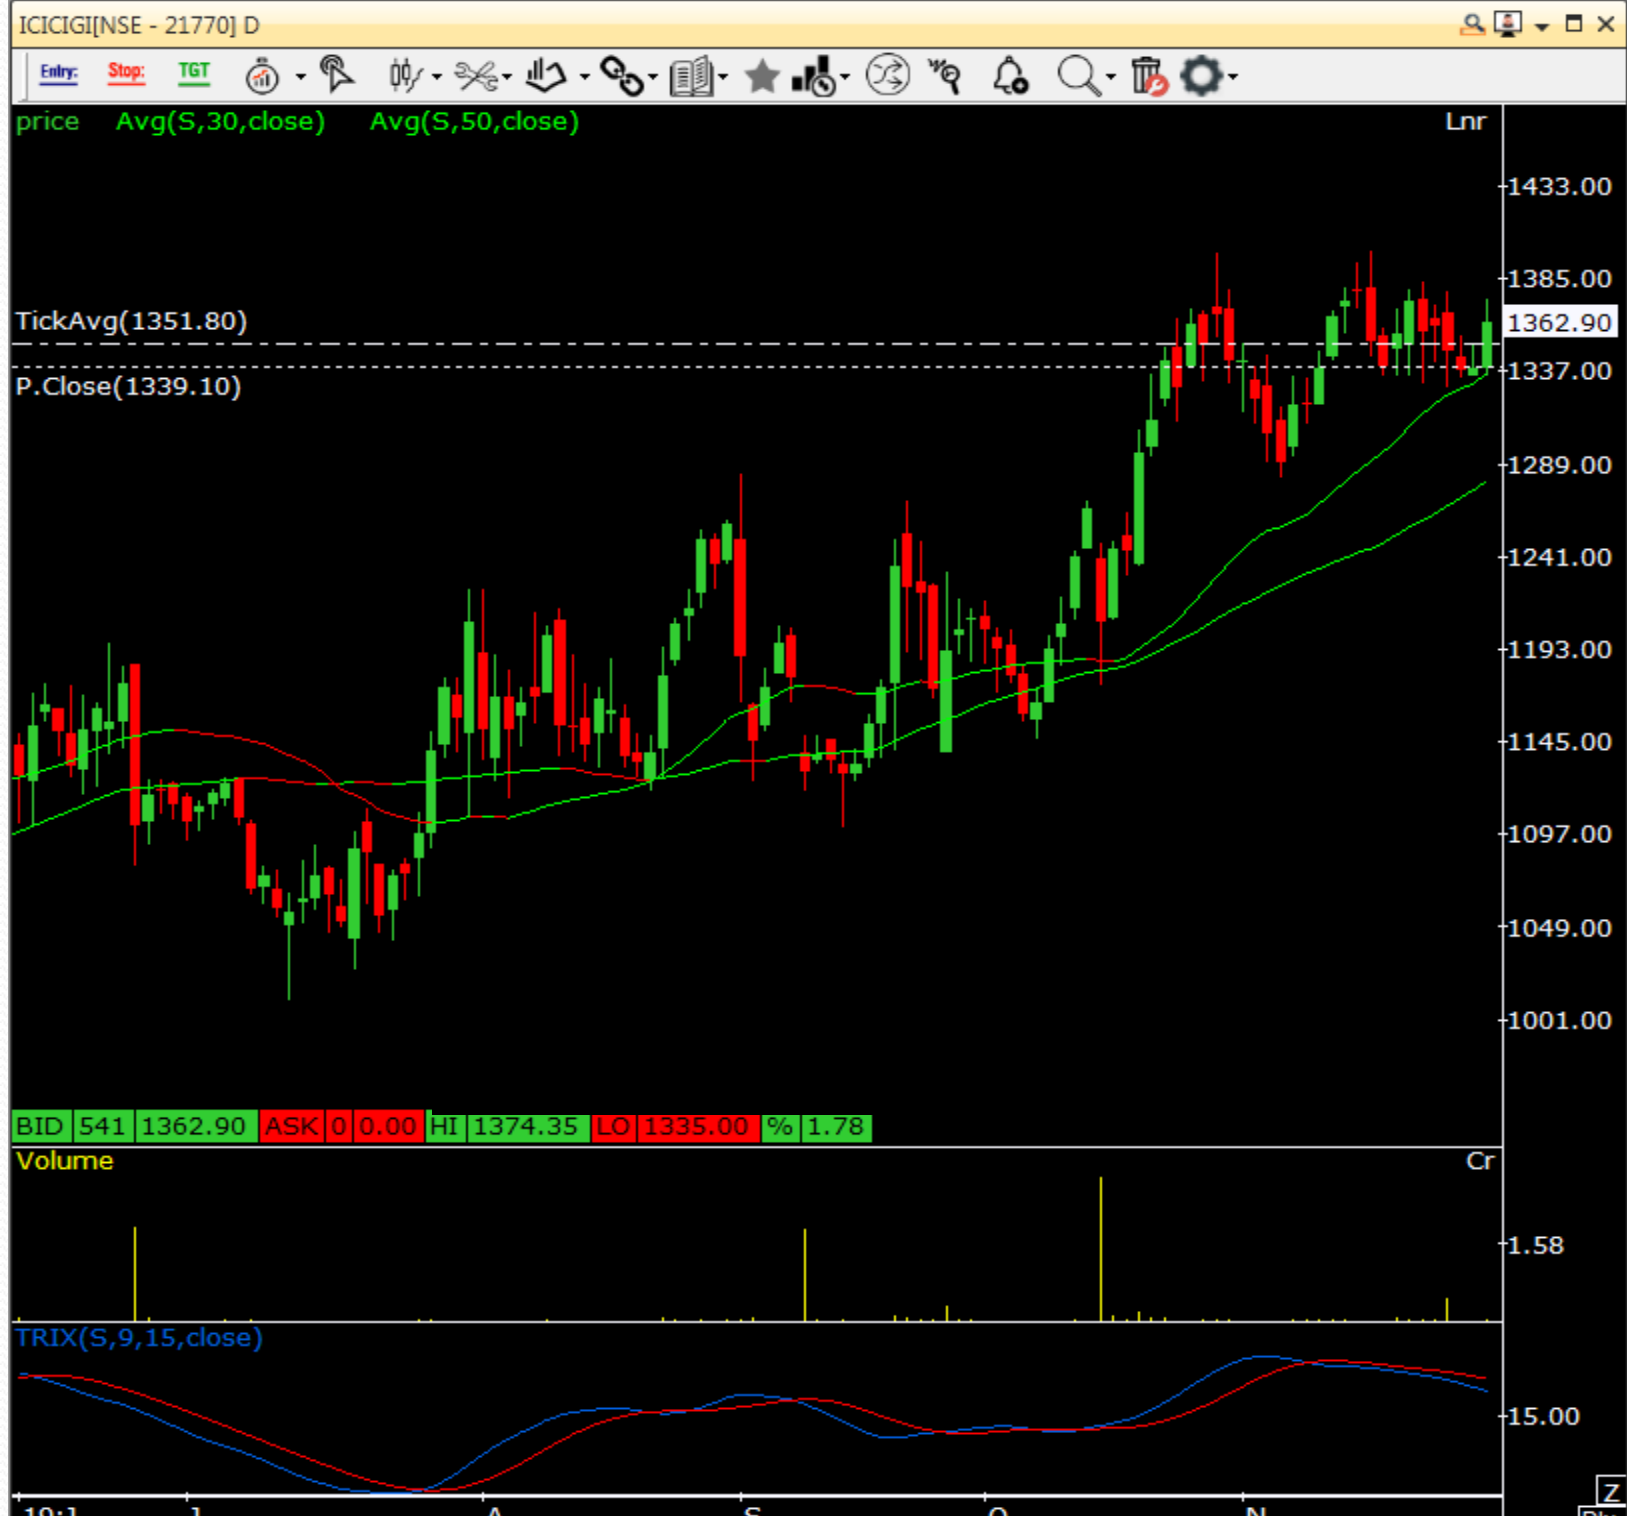 ICICIGI[NSE - 21770] D
Entry: Stop: TGT
price Avg(S,30,close) Avg(S,50,close) Lnr
1433.00
1385.00
TickAvg(1351.80) 1362.90
1337.00
P.Close(1339.10)
1289.00
1241.00
1193.00
1145.00
1097.00
1049.00
1001.00
BID 541 1362.90 ASK 0 0.00 HI 1374.35 LO 1335.00 % 1.78
Volume Cr
1.58
TRIX(S,9,15,close)
15.00
Z
A S O N